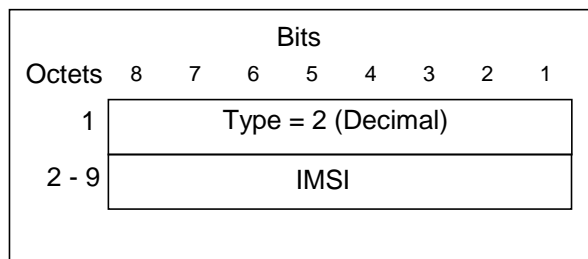 Bits
Octets 8 7 6 5 4 3 2 1
1 Type = 2 (Decimal)
2 - 9 IMSI